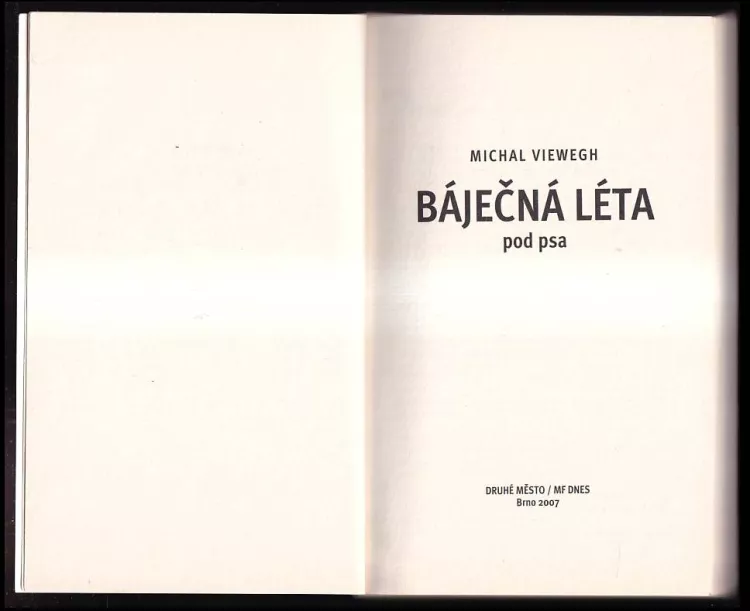 MICHAL VIEWEGH
BÁJEČNÁ LÉTA
pod psa
DRUHÉ MĚSTO / MF DNES
Brno 2007